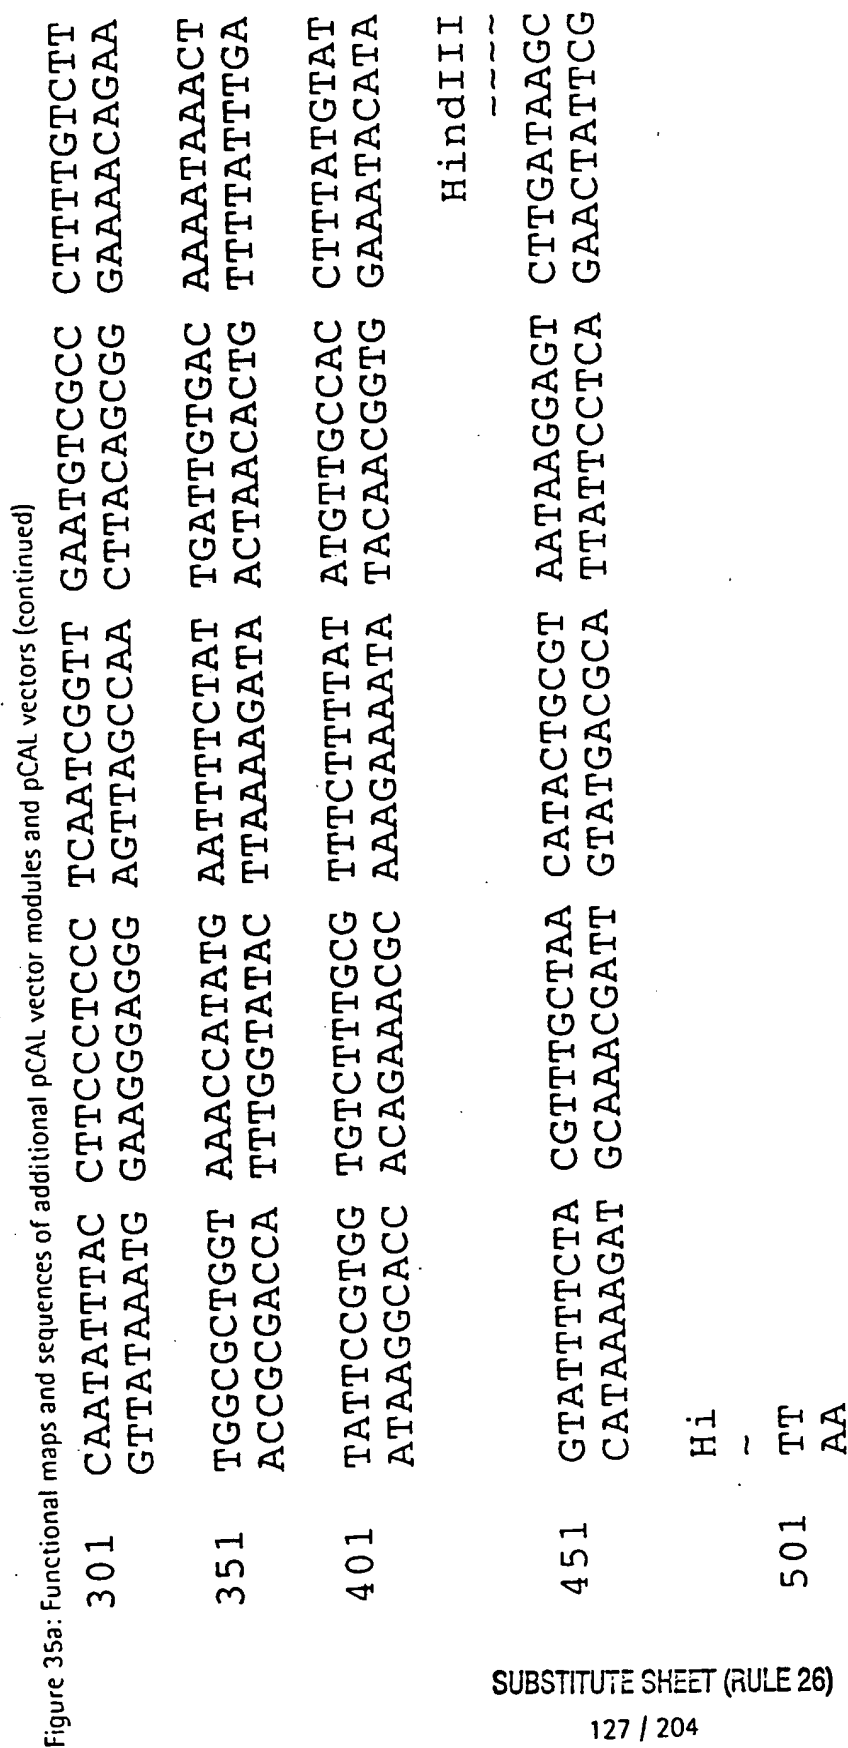 Figure 35a: Functional maps and sequences of additional pCAL vector modules and pCAL vectors (continued)
301 CAATATTTAC CTTCCCTCCC TCAATCGGTT GAATGTCGCC CTTTTGTCTT
GTTATAAATG GAAGGGAGGG AGTTAGCCAA CTTACAGCGG GAAAACAGAA
351 TGGCGCTGGT AAACCATATG AATTTTCTAT TGATTGTGAC AAAATAAACT
ACCGCGACCA TTTGGTATAC TTAAAAGATA ACTAACACTG TTTTATTTGA
401 TATTCCGTGG TGTCTTTGCG TTTCTTTTAT ATGTTGCCAC CTTTATGTAT
ATAAGGCACC ACAGAAACGC AAAGAAAATA TACAACGGTG GAAATACATA
HindIII
~~~~
451 GTATTTTCTA CGTTTGCTAA CATACTGCGT AATAAGGAGT CTTGATAAGC
CATAAAAGAT GCAAACGATT GTATGACGCA TTATTCCTCA GAACTATTCG
Hi
~
501 TT
AA
SUBSTITUTE SHEET (RULE 26)
127 / 204